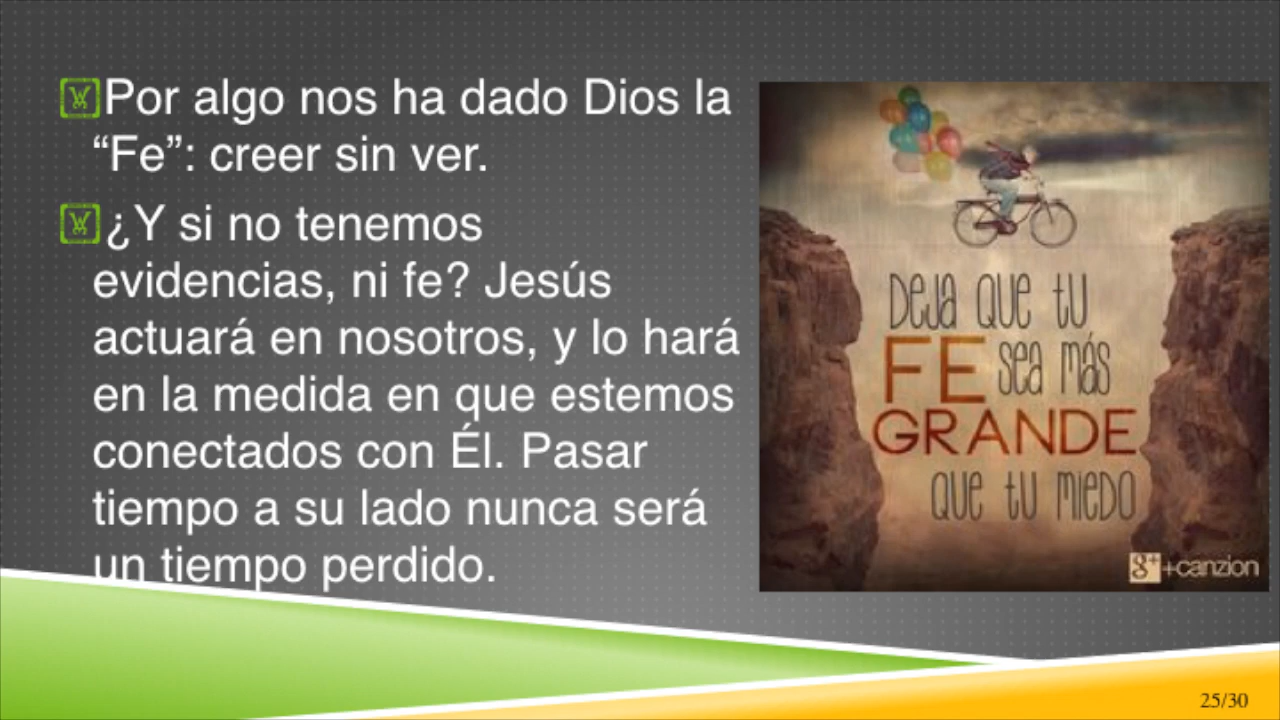 Por algo nos ha dado Dios la
“Fe”: creer sin ver.
¿Y si no tenemos
evidencias, ni fe? Jesús
actuará en nosotros, y lo hará
en la medida en que estemos
conectados con Él. Pasar
tiempo a su lado nunca será
un tiempo perdido.
DEJA QUE TU
FE SEA MÁS
GRANDE
QUE TU MIEDO
g+ +canzion
25/30